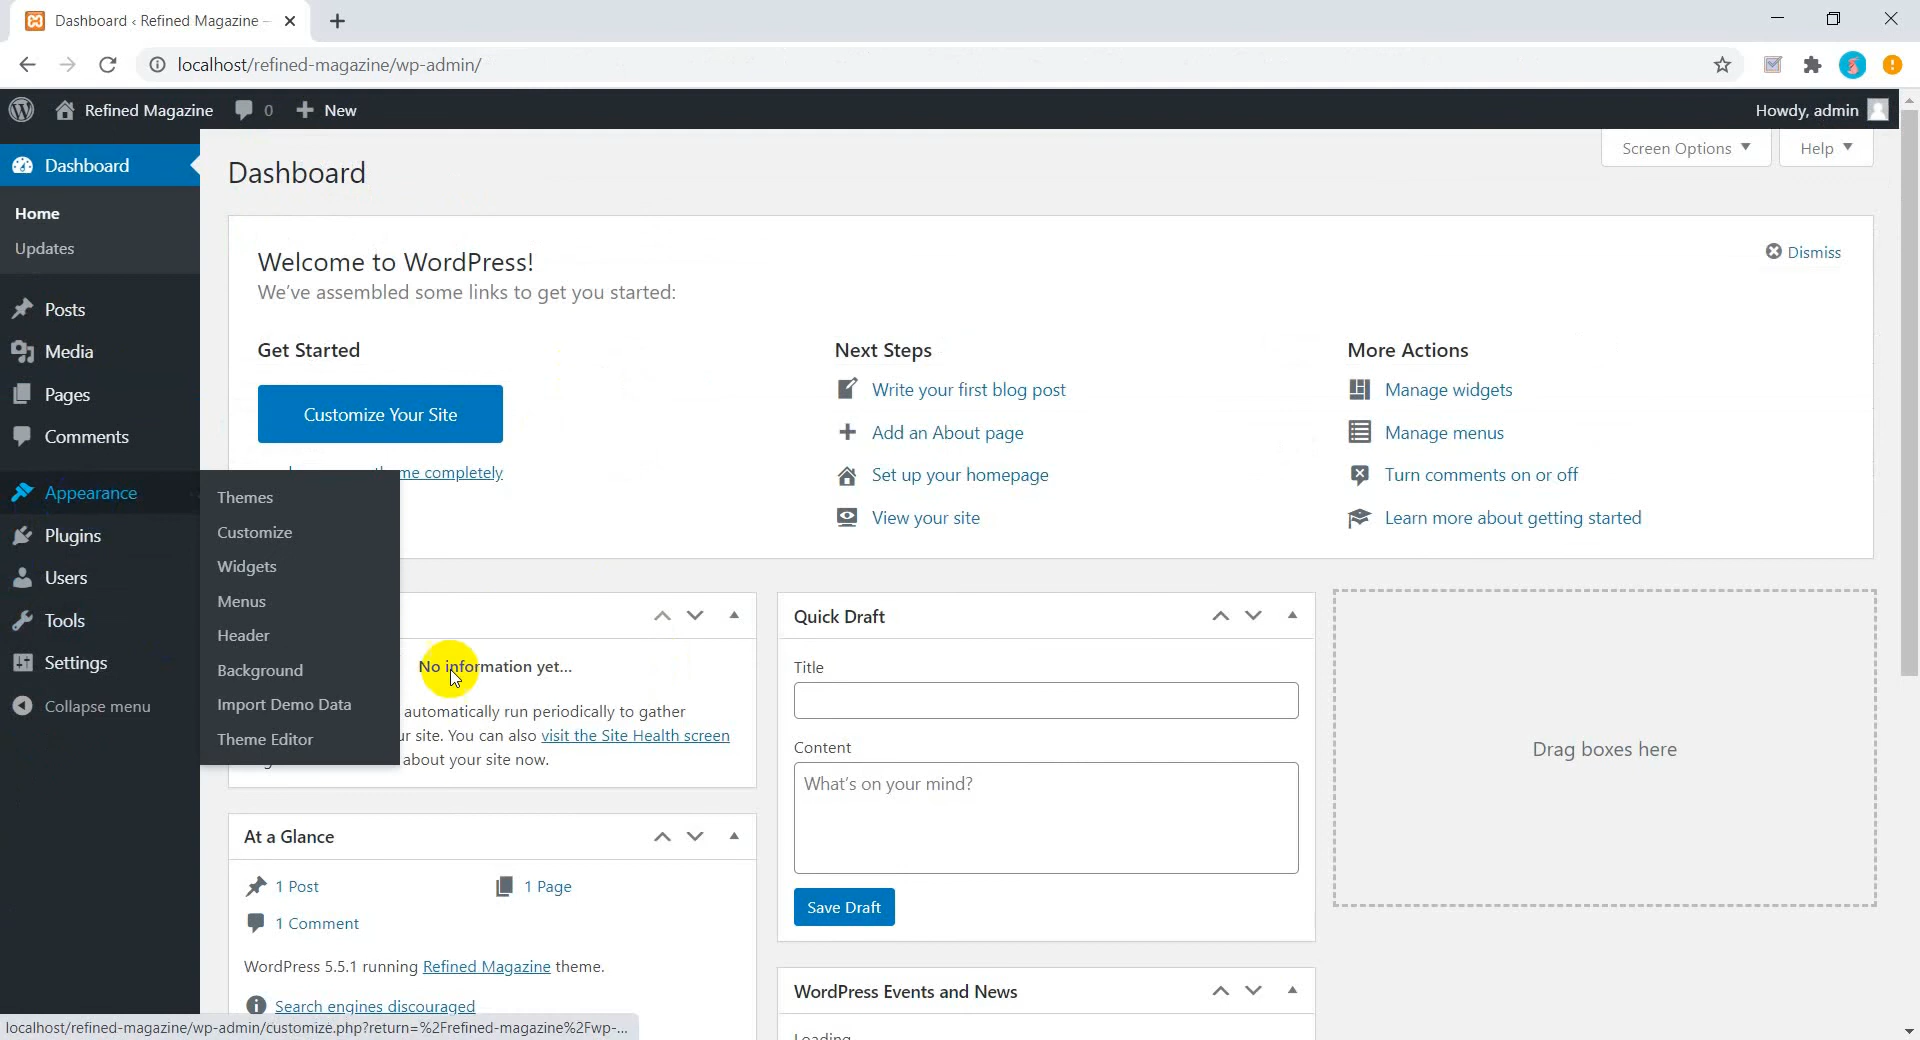 Dashboard ‹ Refined Magazine –
localhost/refined-magazine/wp-admin/
Refined Magazine
0
New
Howdy, admin
Dashboard
Home
Updates
Posts
Media
Pages
Comments
Appearance
Plugins
Users
Tools
Settings
Collapse menu
Themes
Customize
Widgets
Menus
Header
Background
Import Demo Data
Theme Editor
Dashboard
Screen Options
Help
Welcome to WordPress!
We've assembled some links to get you started:
Dismiss
Get Started
Customize Your Site
me completely
Next Steps
Write your first blog post
Add an About page
Set up your homepage
View your site
More Actions
Manage widgets
Manage menus
Turn comments on or off
Learn more about getting started
No information yet...
automatically run periodically to gather
site. You can also visit the Site Health screen
about your site now.
At a Glance
1 Post
1 Page
1 Comment
WordPress 5.5.1 running Refined Magazine theme.
Search engines discouraged
Quick Draft
Title
Content
What's on your mind?
Save Draft
WordPress Events and News
Loading
Drag boxes here
localhost/refined-magazine/wp-admin/customize.php?return=%2Frefined-magazine%2Fwp-...